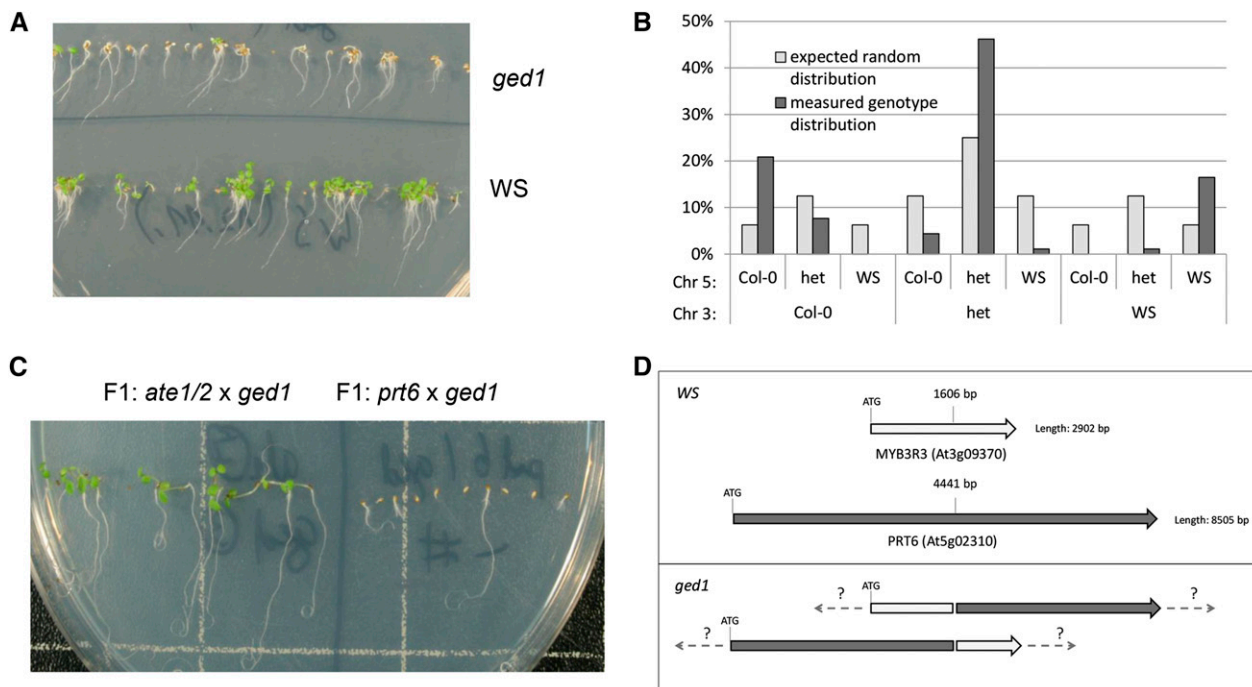 A
ged1
WS
B
50%
40%
30%
20%
10%
0%
expected random
distribution
measured genotype
distribution
Chr 5: Col-0 het WS Col-0 het WS Col-0 het WS
Chr 3: Col-0 het WS
C
F1: ate1/2 x ged1 F1: prt6 x ged1
D
WS
ATG
1606 bp
Length: 2902 bp
MYB3R3 (At3g09370)
ATG
4441 bp
Length: 8505 bp
PRT6 (At5g02310)
ged1
? ATG ?
? ATG ?